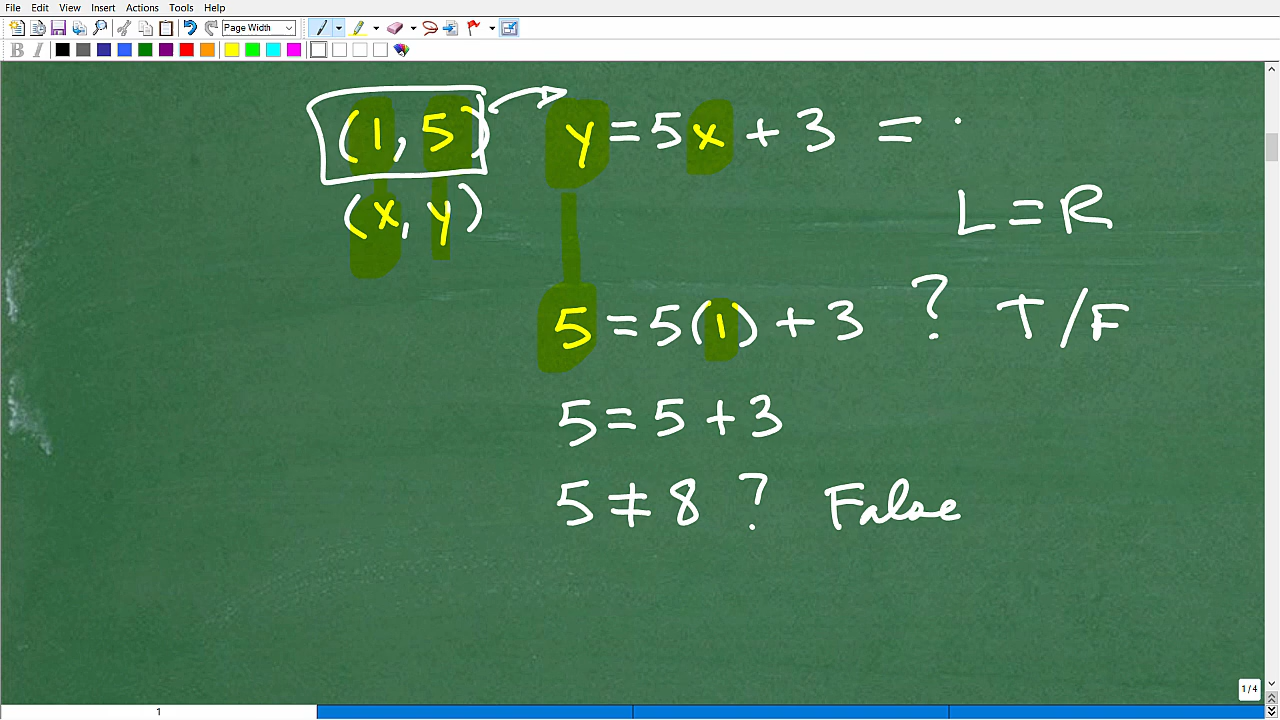 File Edit View Insert Actions Tools Help
Page Width
B I
(1, 5) y = 5x + 3 = .
(x, y) L = R
5 = 5(1) + 3 ? T/F
5 = 5 + 3
5 ≠ 8 ? False
1/4
1